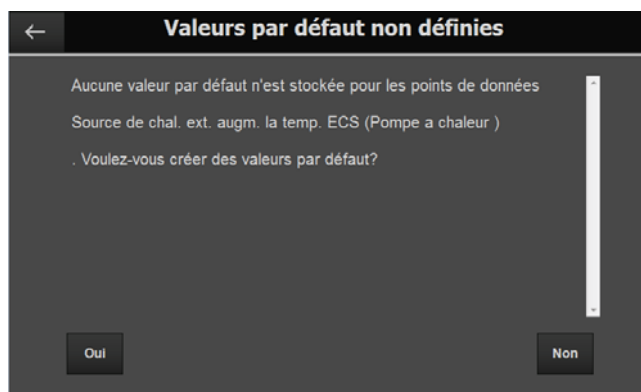 Valeurs par défaut non définies
Aucune valeur par défaut n'est stockée pour les points de données
Source de chal. ext. augm. la temp. ECS (Pompe a chaleur )
. Voulez-vous créer des valeurs par défaut?
Oui
Non